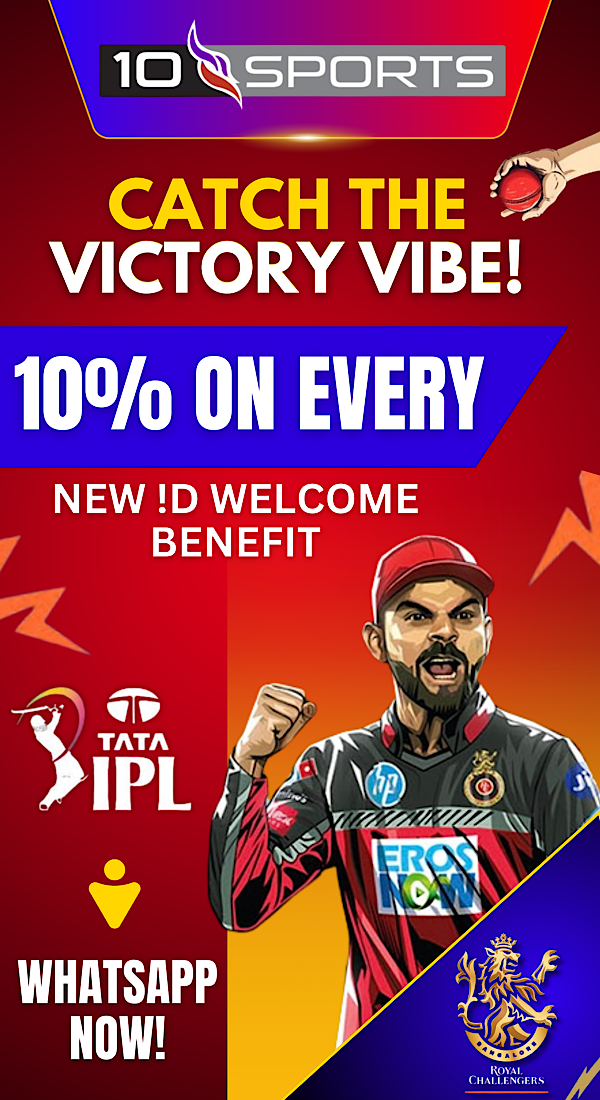 10 SPORTS
CATCH THE
VICTORY VIBE!
10% ON EVERY
NEW !D WELCOME
BENEFIT
TATA
IPL
hp
EROS
NOW
WHATSAPP
NOW!
BANGALORE
ROYAL
CHALLENGERS